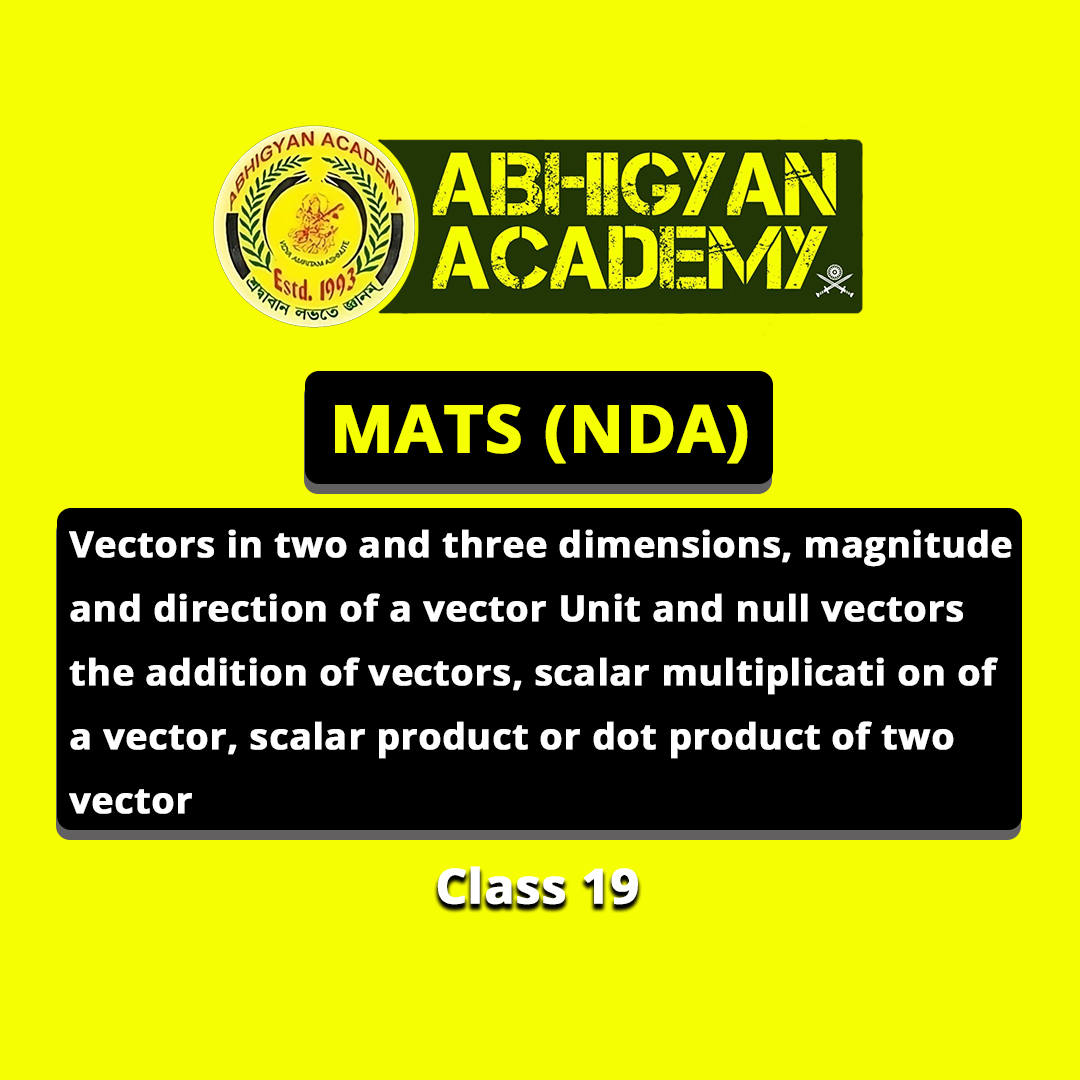 ABHIGYAN ACADEMY
VIDYA AMRITAM ASHNUTE
Estd. 1993
শ্রদ্ধাবান লভতে জ্ঞানম্
ABHIGYAN
ACADEMY
MATS (NDA)
Vectors in two and three dimensions, magnitude
and direction of a vector Unit and null vectors
the addition of vectors, scalar multiplicati on of
a vector, scalar product or dot product of two
vector
Class 19